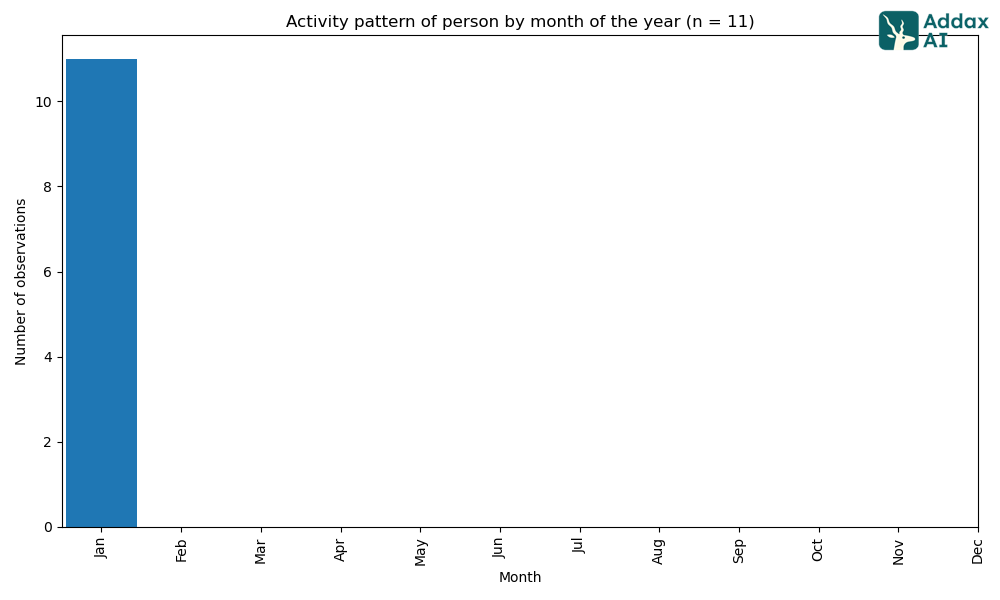 Activity pattern of person by month of the year (n = 11)
Addax
AI
Number of observations
10
8
6
4
2
0
Jan
Feb
Mar
Apr
May
Jun
Jul
Aug
Sep
Oct
Nov
Dec
Month